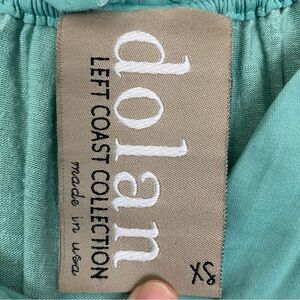 dolan
LEFT COAST COLLECTION
made in usa
XS